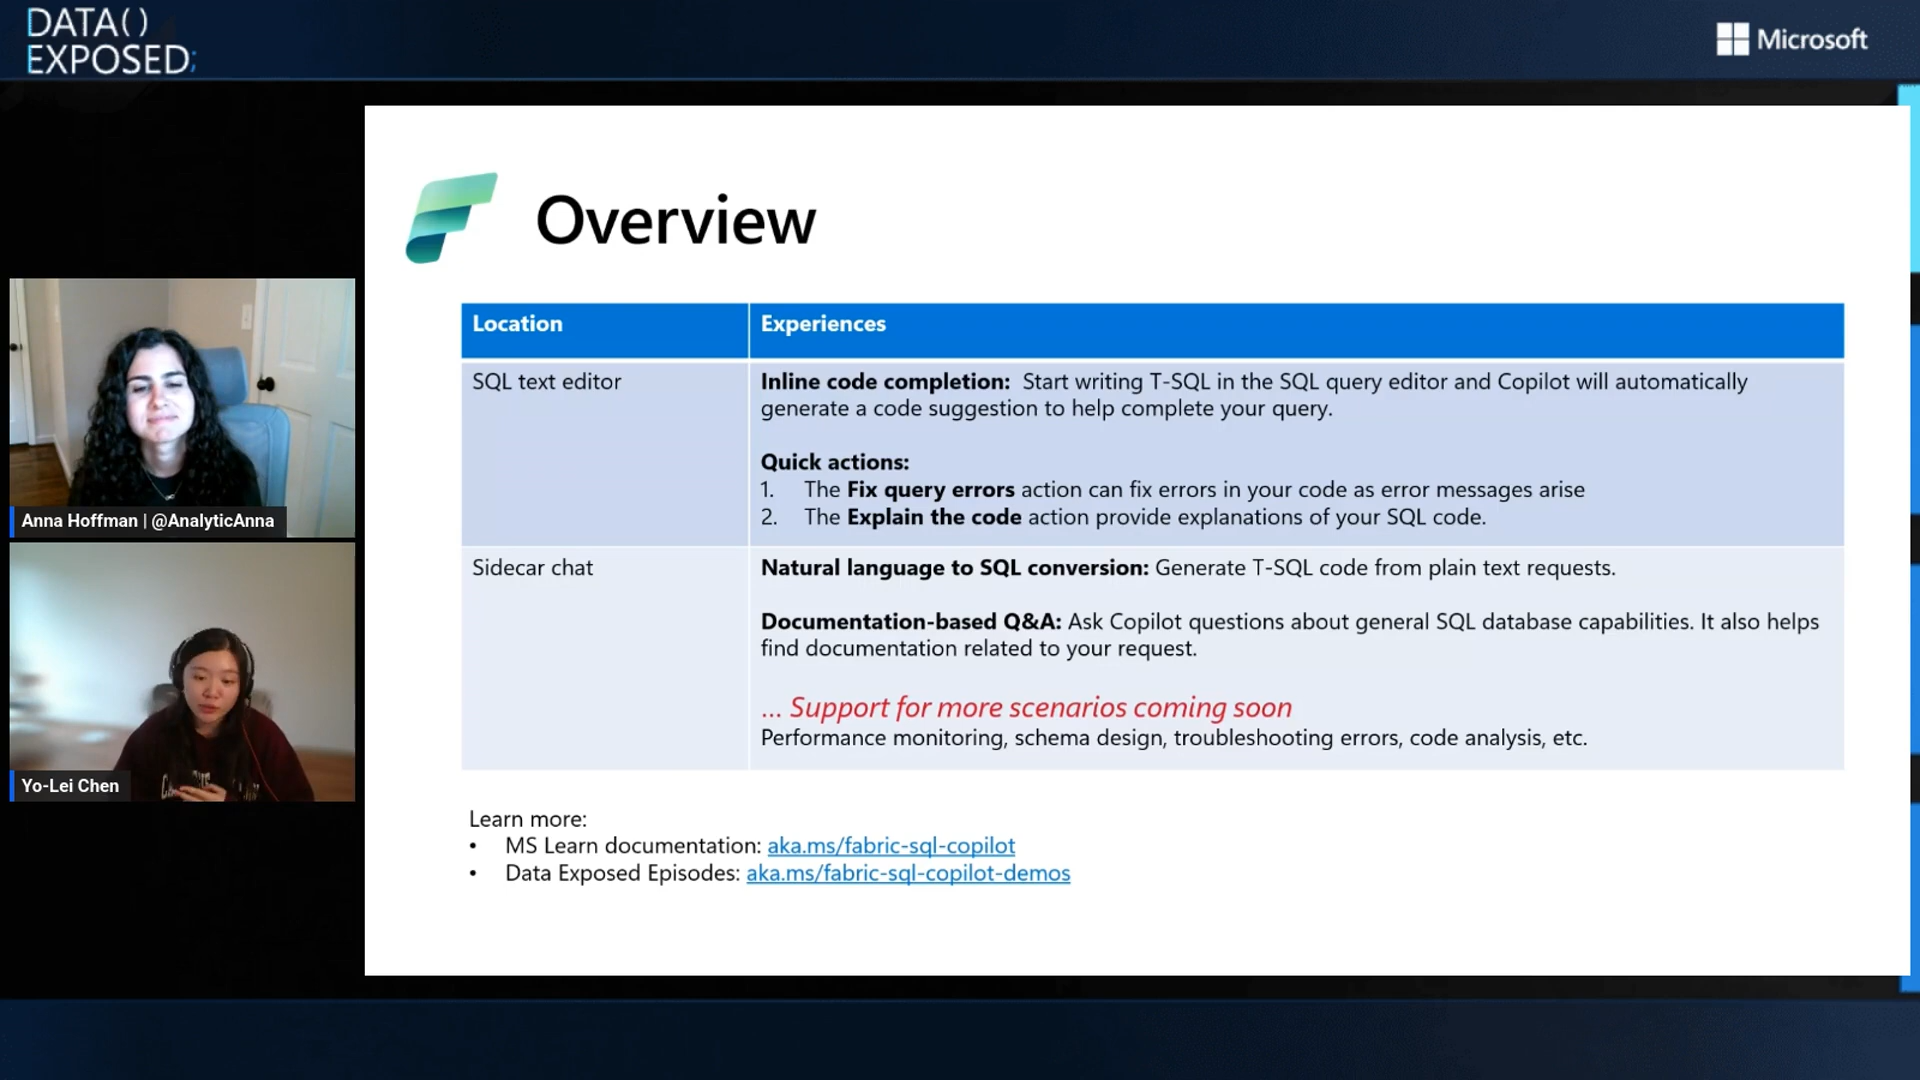 DATA()
EXPOSED;
Microsoft
Overview
Location
Experiences
SQL text editor
Inline code completion: Start writing T-SQL in the SQL query editor and Copilot will automatically
generate a code suggestion to help complete your query.
Quick actions:
1. The Fix query errors action can fix errors in your code as error messages arise
2. The Explain the code action provide explanations of your SQL code.
Sidecar chat
Natural language to SQL conversion: Generate T-SQL code from plain text requests.
Documentation-based Q&A: Ask Copilot questions about general SQL database capabilities. It also helps
find documentation related to your request.
... Support for more scenarios coming soon
Performance monitoring, schema design, troubleshooting errors, code analysis, etc.
Learn more:
• MS Learn documentation: aka.ms/fabric-sql-copilot
• Data Exposed Episodes: aka.ms/fabric-sql-copilot-demos
Anna Hoffman | @AnalyticAnna
Yo-Lei Chen